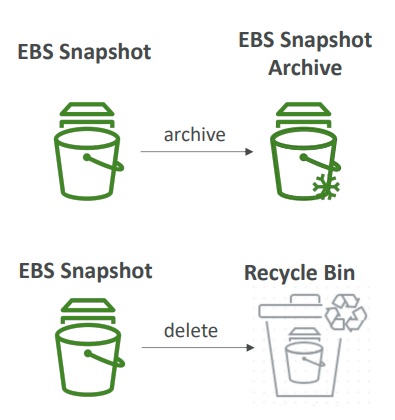 EBS Snapshot
EBS Snapshot
Archive
archive
EBS Snapshot
Recycle Bin
delete